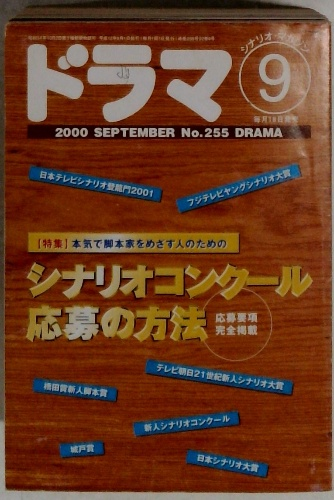 シナリオ・マガジン
ドラマ
9
毎月18日発売
2000 SEPTEMBER No.255 DRAMA
日本テレビシナリオ登龍門2001
フジテレビヤングシナリオ大賞
[特集] 本気で脚本家をめざす人のための
シナリオコンクール
応募の方法
応募要項
完全掲載
テレビ朝日21世紀新人シナリオ大賞
橋田賞新人脚本賞
新人シナリオコンクール
城戸賞
日本シナリオ大賞